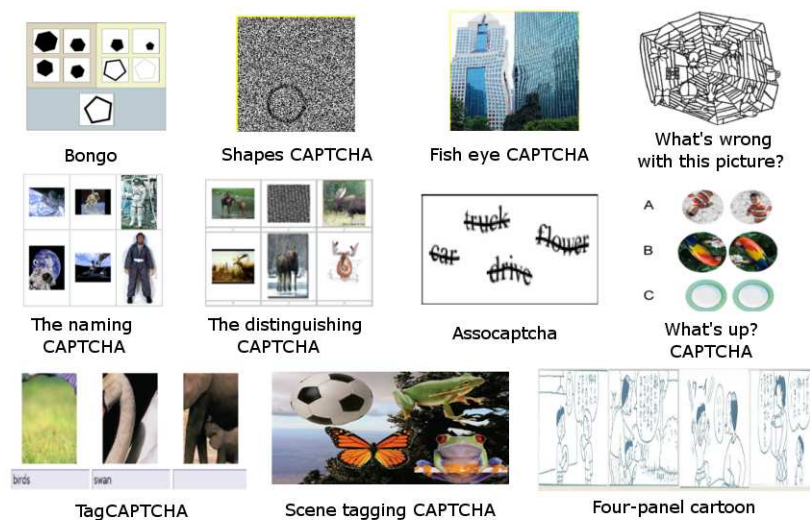 Bongo
Shapes CAPTCHA
Fish eye CAPTCHA
What's wrong
with this picture?
The naming
CAPTCHA
The distinguishing
CAPTCHA
truck
flower
car
drive
Assocaptcha
A
B
C
What's up?
CAPTCHA
birds
swan
TagCAPTCHA
Scene tagging CAPTCHA
Four-panel cartoon